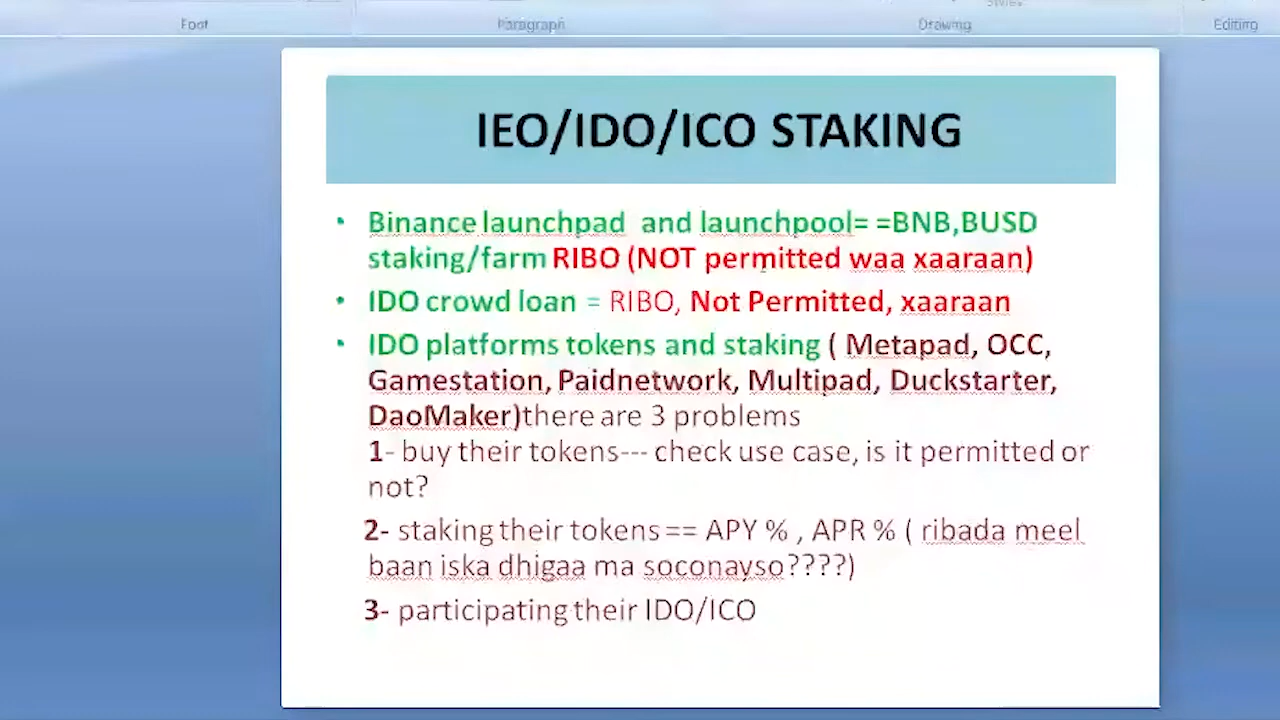 Font Paragraph Drawing Editing
IEO/IDO/ICO STAKING
• Binance launchpad and launchpool= =BNB,BUSD
staking/farm RIBO (NOT permitted waa xaaraan)
• IDO crowd loan = RIBO, Not Permitted, xaaraan
• IDO platforms tokens and staking ( Metapad, OCC,
Gamestation, Paidnetwork, Multipad, Duckstarter,
DaoMaker)there are 3 problems
1- buy their tokens--- check use case, is it permitted or
not?
2- staking their tokens == APY % , APR % ( ribada meel
baan iska dhigaa ma soconayso????)
3- participating their IDO/ICO